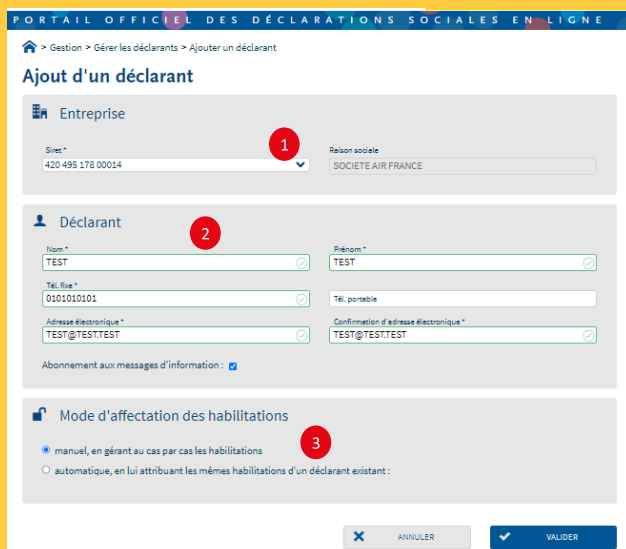 PORTAIL OFFICIEL DES DÉCLARATIONS SOCIALES EN LIGNE
> Gestion > Gérer les déclarants > Ajouter un déclarant
Ajout d'un déclarant
Entreprise
1
Siret *
Raison sociale
420 495 178 00014
SOCIETE AIR FRANCE
Déclarant
2
Nom *
Prénom *
TEST
TEST
Tél. fixe *
0101010101
Tél. portable
Adresse électronique *
Confirmation d'adresse électronique *
TEST@TEST.TEST
TEST@TEST.TEST
Abonnement aux messages d'information :
Mode d'affectation des habilitations
3
manuel, en gérant au cas par cas les habilitations
automatique, en lui attribuant les mêmes habilitations d'un déclarant existant :
ANNULER
VALIDER